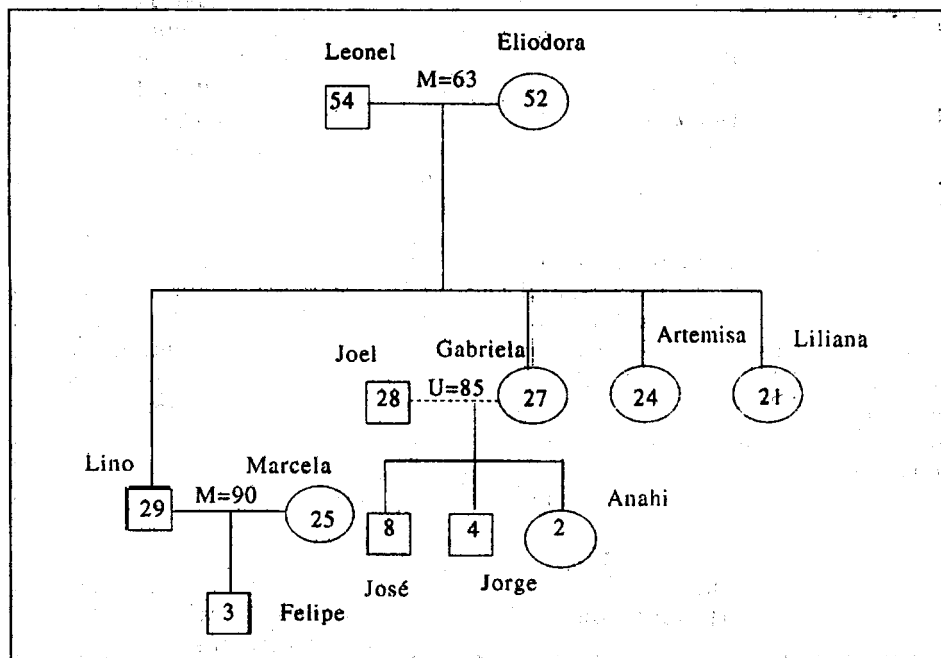 Leonel
Eliodora
M=63
54
52
Joel
Gabriela
Artemisa
Liliana
28
U=85
27
24
21
Lino
Marcela
29
M=90
25
8
4
2
Anahi
José
Jorge
3
Felipe